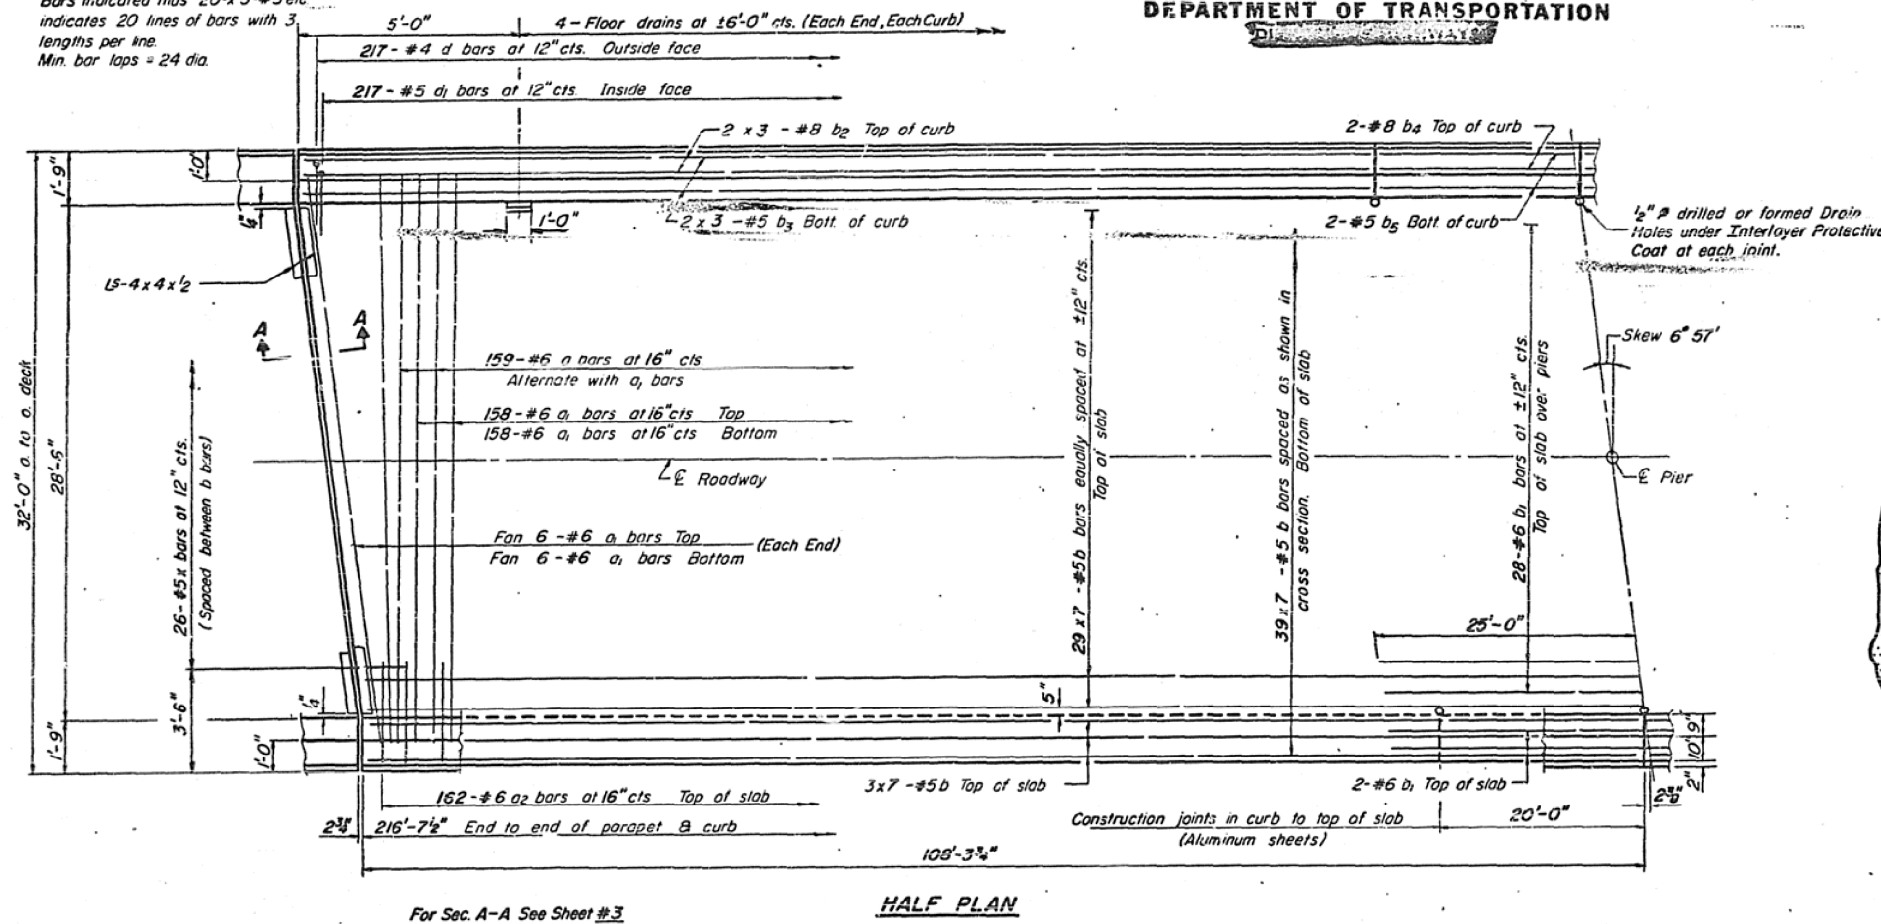 Bars indicated thus 20 x 3-#5 etc.
indicates 20 lines of bars with 3
lengths per line.
Min. bar laps = 24 dia.
DEPARTMENT OF TRANSPORTATION
5'-0"
4-Floor drains at ±6'-0" cts. (Each End, Each Curb)
217-#4 d bars at 12" cts. Outside face
217-#5 d1 bars at 12" cts. Inside face
2 x 3 - #8 b2 Top of curb
2-#8 b4 Top of curb
1'-9"
1'-0"
1'-0"
2 x 3 -#5 b3 Bott. of curb
2-#5 b5 Bott. of curb
½" ø drilled or formed Drain
Holes under Interlayer Protective
Coat at each joint.
Ls-4x4x½
A
A
Skew 6° 57'
159-#6 a bars at 16" cts
Alternate with a1 bars
158-#6 a1 bars at 16" cts Top
158-#6 a1 bars at 16" cts Bottom
℄ Roadway
℄ Pier
32'-0" o. to o. deck
28'-5"
26-#5 x bars at 12" cts.
(Spaced between b bars)
29 x 7 -#5b bars equally spaced at ±12" cts.
Top of slab
39x7 -#5 b bars spaced as shown in
cross section. Bottom of slab
28-#6 b1 bars at ±12" cts.
Top of slab over piers
Fan 6-#6 a1 bars Top
Fan 6-#6 a1 bars Bottom
(Each End)
25'-0"
3'-6"
1'-9"
1'-0"
5"
10"
9"
2"
162-#6 a2 bars at 16" cts Top of slab
3x7 -#5b Top of slab
2-#6 b1 Top of slab
2¾"
216'-7½" End to end of parapet & curb
Construction joints in curb to top of slab
(Aluminum sheets)
20'-0"
108'-3¾"
For Sec. A-A See Sheet #3
HALF PLAN